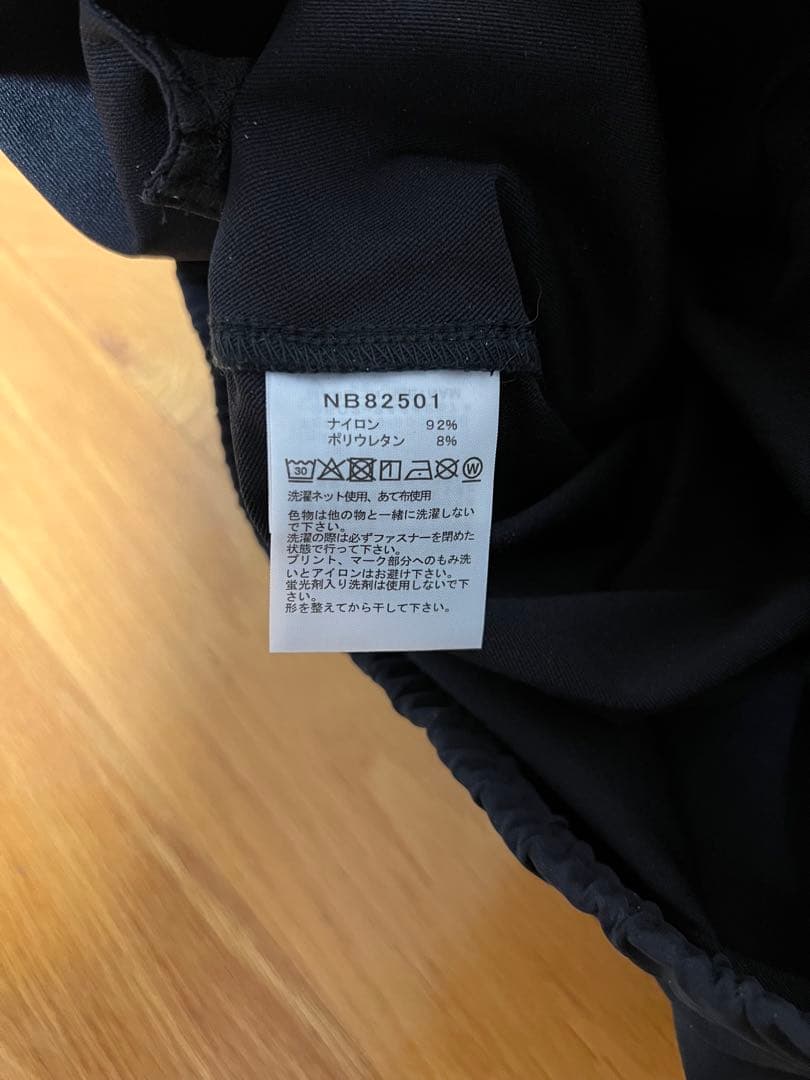 NB82501
ナイロン 92%
ポリウレタン 8%
30 W
洗濯ネット使用、あて布使用
色物は他の物と一緒に洗濯しない
で下さい。
洗濯の際は必ずファスナーを閉めた
状態で行って下さい。
プリント、マーク部分へのもみ洗
いとアイロンはお避け下さい。
蛍光剤入り洗剤は使用しないで下
さい。
形を整えてから干して下さい。